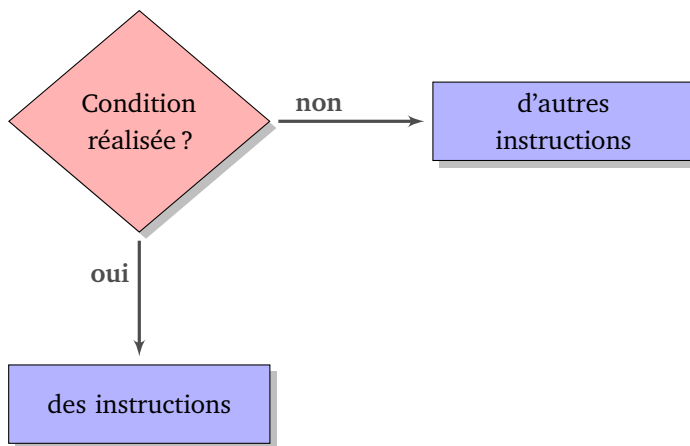 Condition
réalisée ?
non
d'autres
instructions
oui
des instructions